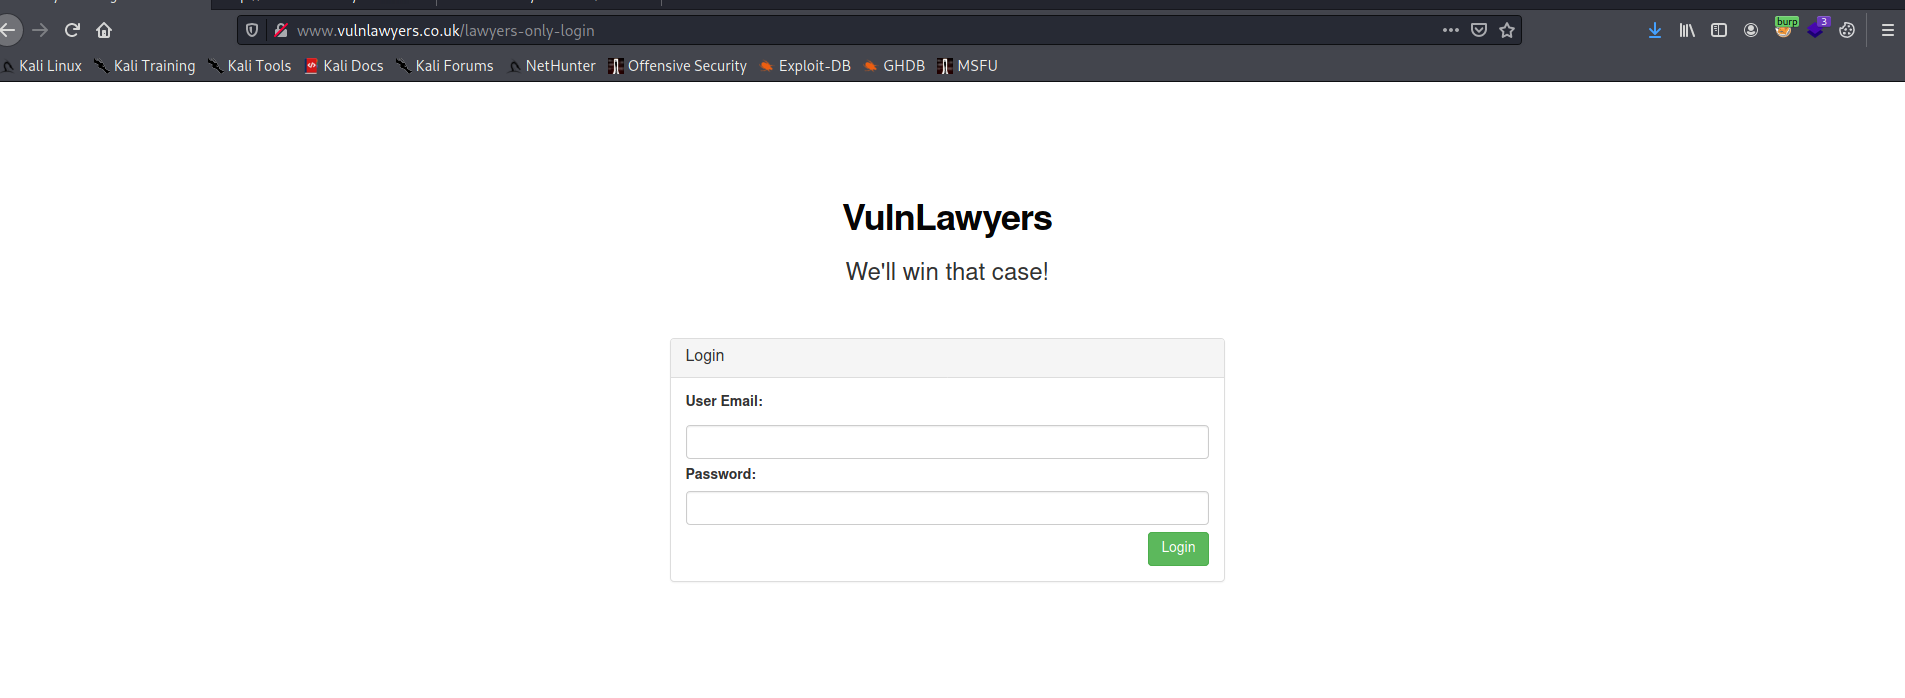 www.vulnlawyers.co.uk/lawyers-only-login
burp
3
Kali Linux Kali Training Kali Tools Kali Docs Kali Forums NetHunter Offensive Security Exploit-DB GHDB MSFU
VulnLawyers
We'll win that case!
Login
User Email:
Password:
Login